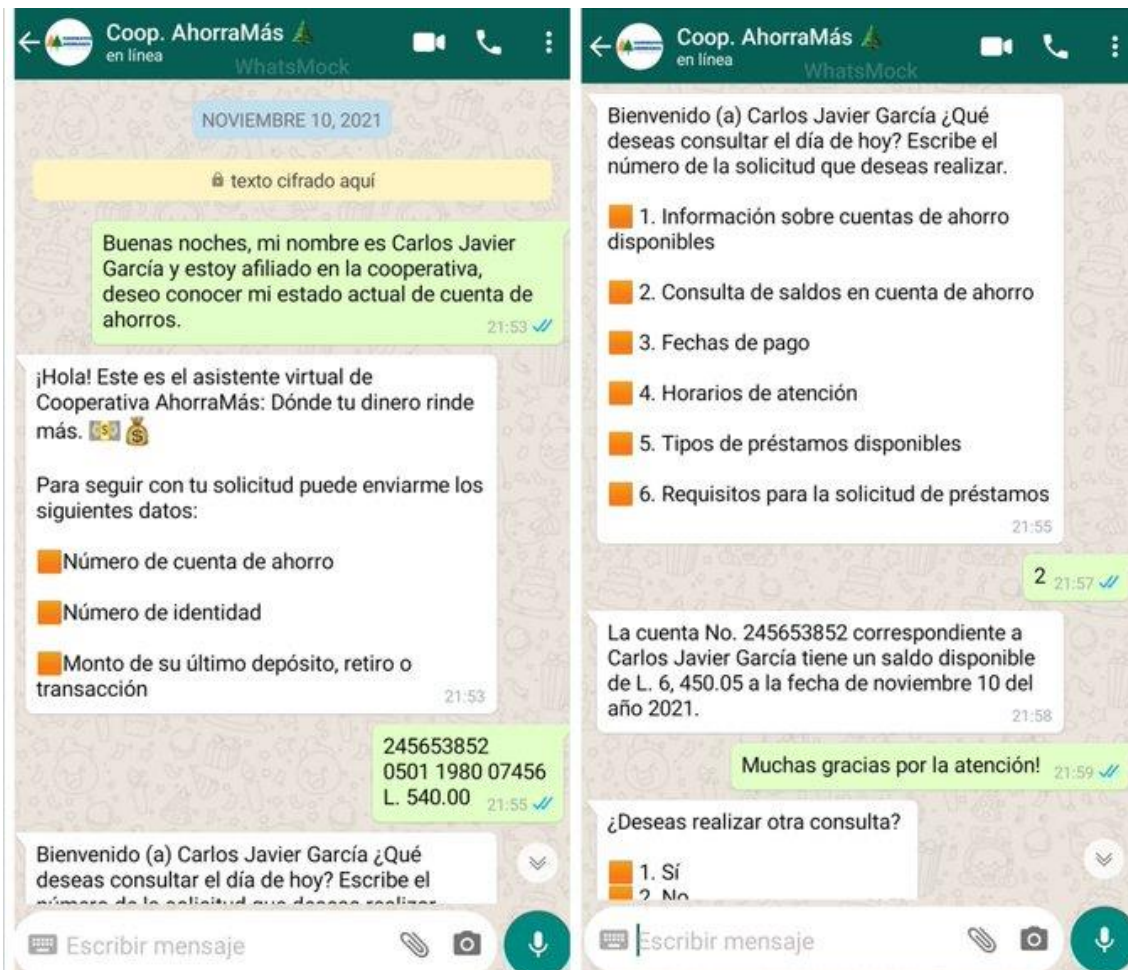 Coop. AhorraMás
en línea
WhatsMock
NOVIEMBRE 10, 2021
texto cifrado aquí
Buenas noches, mi nombre es Carlos Javier
García y estoy afiliado en la cooperativa,
deseo conocer mi estado actual de cuenta de
ahorros.
21:53
¡Hola! Este es el asistente virtual de
Cooperativa AhorraMás: Dónde tu dinero rinde
más.
Para seguir con tu solicitud puede enviarme los
siguientes datos:
Número de cuenta de ahorro
Número de identidad
Monto de su último depósito, retiro o
transacción
21:53
245653852
0501 1980 07456
L. 540.00
21:55
Bienvenido (a) Carlos Javier García ¿Qué
deseas consultar el día de hoy? Escribe el
número de la solicitud que deseas realizar
Escribir mensaje
Coop. AhorraMás
en línea
WhatsMock
Bienvenido (a) Carlos Javier García ¿Qué
deseas consultar el día de hoy? Escribe el
número de la solicitud que deseas realizar.
1. Información sobre cuentas de ahorro
disponibles
2. Consulta de saldos en cuenta de ahorro
3. Fechas de pago
4. Horarios de atención
5. Tipos de préstamos disponibles
6. Requisitos para la solicitud de préstamos
21:55
2 21:57
La cuenta No. 245653852 correspondiente a
Carlos Javier García tiene un saldo disponible
de L. 6, 450.05 a la fecha de noviembre 10 del
año 2021.
21:58
Muchas gracias por la atención! 21:59
¿Deseas realizar otra consulta?
1. Sí
2. No
Escribir mensaje